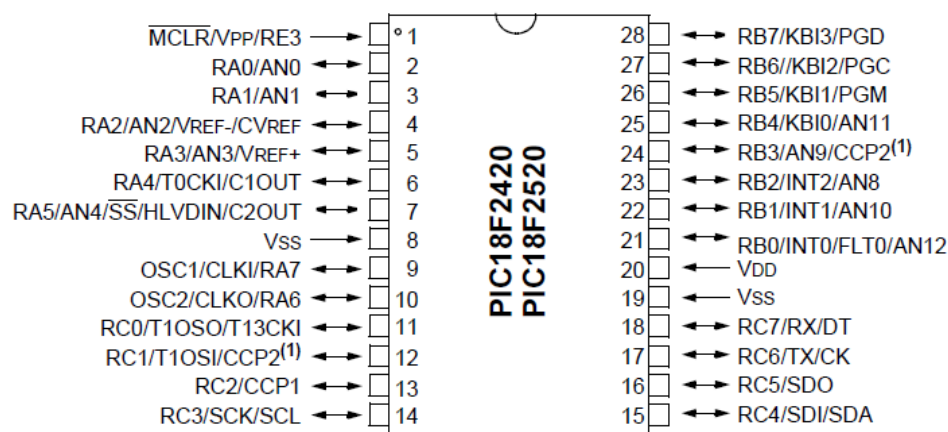 MCLR/VPP/RE3 1
RA0/AN0 2
RA1/AN1 3
RA2/AN2/VREF-/CVREF 4
RA3/AN3/VREF+ 5
RA4/T0CKI/C1OUT 6
RA5/AN4/SS/HLVDIN/C2OUT 7
VSS 8
OSC1/CLKI/RA7 9
OSC2/CLKO/RA6 10
RC0/T1OSO/T13CKI 11
RC1/T1OSI/CCP2(1) 12
RC2/CCP1 13
RC3/SCK/SCL 14
PIC18F2420
PIC18F2520
28 RB7/KBI3/PGD
27 RB6//KBI2/PGC
26 RB5/KBI1/PGM
25 RB4/KBI0/AN11
24 RB3/AN9/CCP2(1)
23 RB2/INT2/AN8
22 RB1/INT1/AN10
21 RB0/INT0/FLT0/AN12
20 VDD
19 VSS
18 RC7/RX/DT
17 RC6/TX/CK
16 RC5/SDO
15 RC4/SDI/SDA